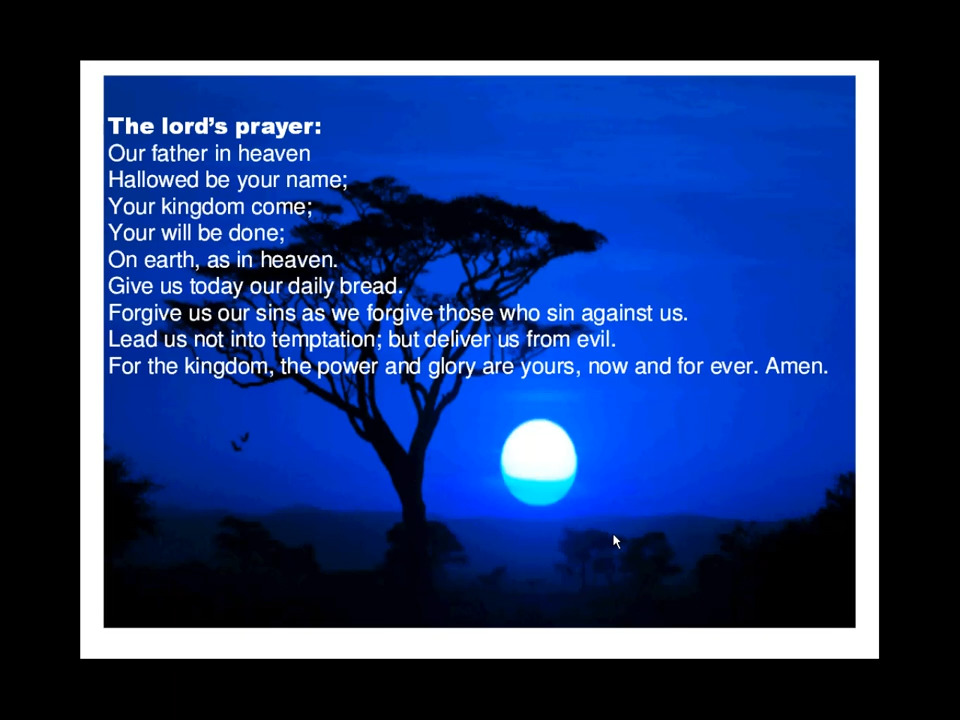 The lord’s prayer:
Our father in heaven
Hallowed be your name;
Your kingdom come;
Your will be done;
On earth, as in heaven.
Give us today our daily bread.
Forgive us our sins as we forgive those who sin against us.
Lead us not into temptation; but deliver us from evil.
For the kingdom, the power and glory are yours, now and for ever. Amen.